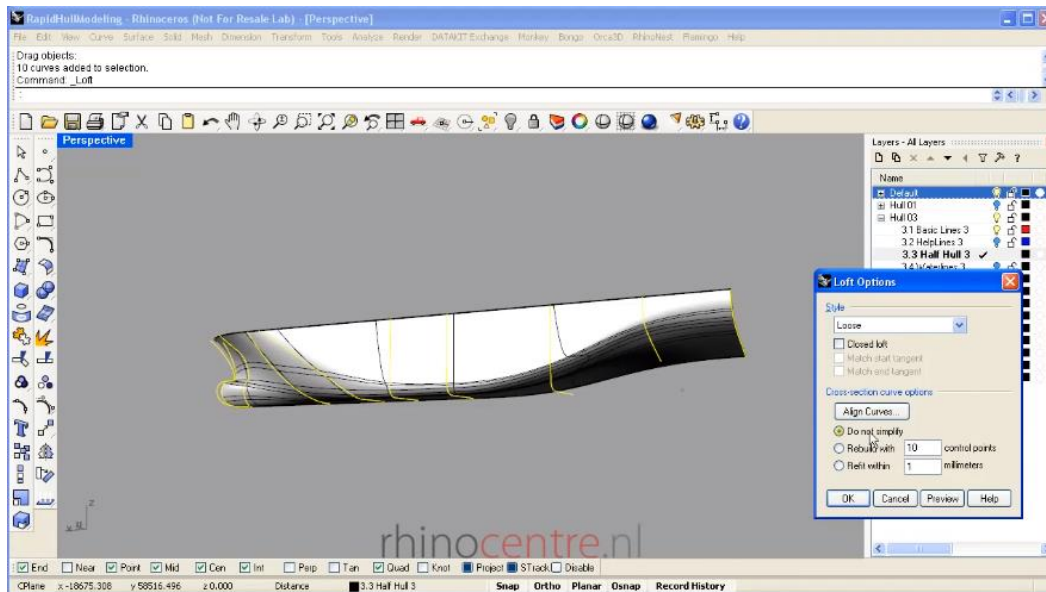 RapidHullModeling - Rhinoceros (Not For Resale Lab) - [Perspective]
File Edit View Curve Surface Solid Mesh Dimension Transform Tools Analyze Render DATAKIT Exchange Monkey Bongo Orca3D RhinoNest Flamingo Help
Drag objects:
10 curves added to selection.
Command: _Loft
Perspective
Layers - All Layers
Name
Default
Hull 01
Hull 03
3.1 Basic Lines 3
3.2 HelpLines 3
3.3 Half Hull 3
3.4 Waterlines 3
Loft Options
Style
Loose
Closed loft
Match start tangent
Match end tangent
Cross-section curve options
Align Curves...
Do not simplify
Rebuild with 10 control points
Refit within 1 millimeters
OK Cancel Preview Help
z
x y
rhinocentre.nl
End Near Point Mid Cen Int Perp Tan Quad Knot Project STrack Disable
CPlane x -18675.308 y 58516.496 z 0.000 Distance 3.3 Half Hull 3 Snap Ortho Planar Osnap Record History